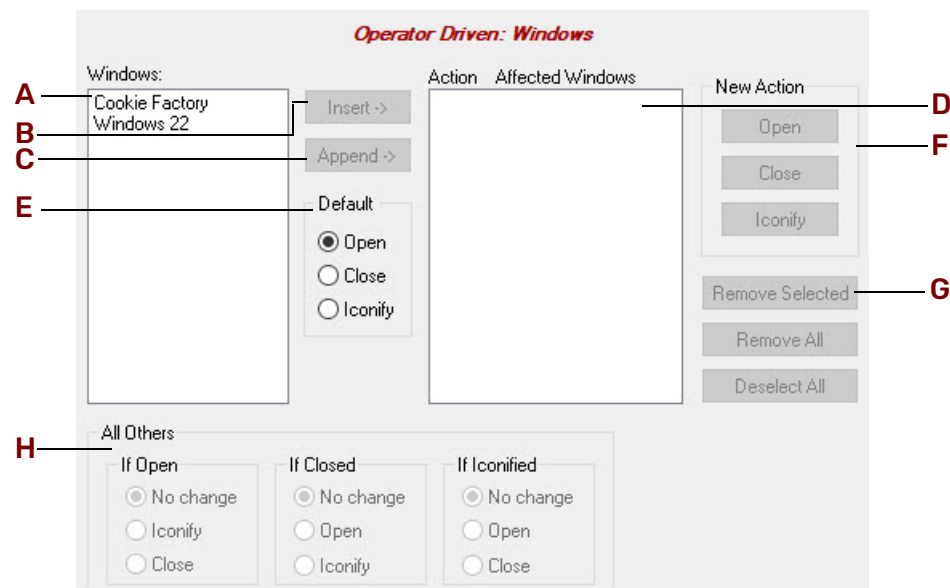 Operator Driven: Windows
Windows:
Action Affected Windows
A
Cookie Factory
Windows 22
B
Insert ->
C
Append ->
D
New Action
Open
Close
Iconify
F
E
Default
Open
Close
Iconify
Remove Selected
G
Remove All
Deselect All
H
All Others
If Open
No change
Iconify
Close
If Closed
No change
Open
Iconify
If Iconified
No change
Open
Close